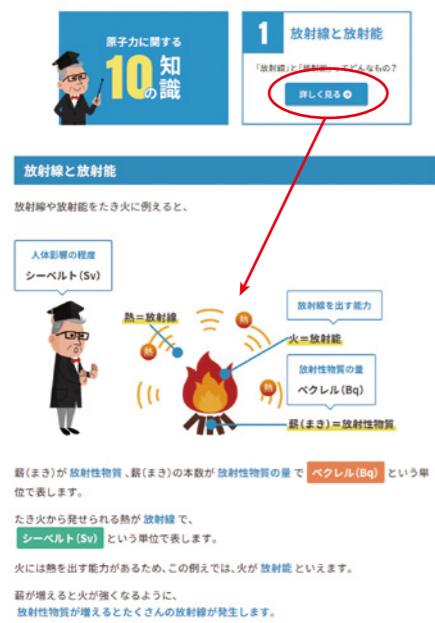 原子力に関する
10の知識
1 放射線と放射能
「放射線」と「放射能」ってどんなもの?
詳しく見る
放射線と放射能
放射線や放射能をたき火に例えると、
人体影響の程度
シーベルト(Sv)
熱=放射線
熱
熱
熱
放射線を出す能力
火=放射能
放射性物質の量
ベクレル(Bq)
薪(まき)=放射性物質
薪(まき)が 放射性物質 、薪(まき)の本数が 放射性物質の量 で ベクレル(Bq) という単
位で表します。
たき火から発せられる熱が 放射線 で、
シーベルト(Sv) という単位で表します。
火には熱を出す能力があるため、この例えでは、火が 放射能 といえます。
薪が増えると火が強くなるように、
放射性物質が増えるとたくさんの放射線が発生します。